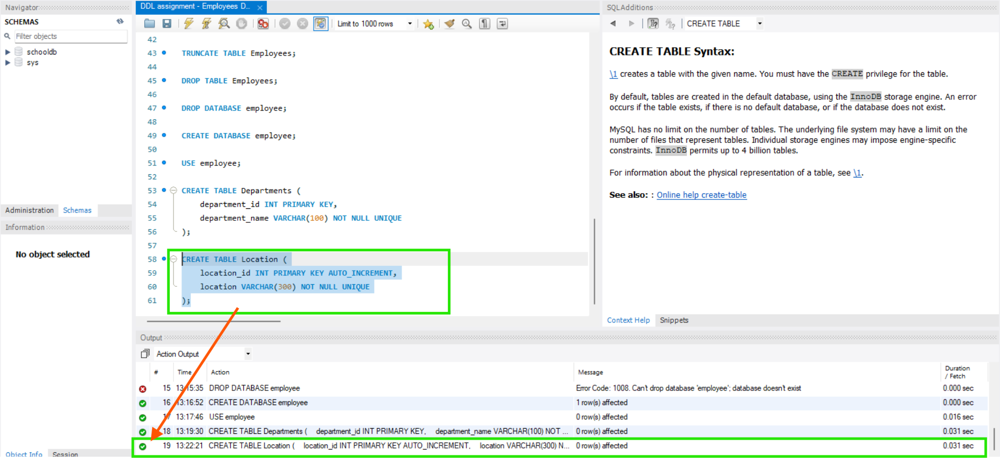 Navigator
SCHEMAS
Filter objects
schooldb
sys
Administration
Schemas
Information
No object selected
Object Info
Session
DDL assignment - Employees D...
Limit to 1000 rows
42
43 TRUNCATE TABLE Employees;
44
45 DROP TABLE Employees;
46
47 DROP DATABASE employee;
48
49 CREATE DATABASE employee;
50
51 USE employee;
52
53 CREATE TABLE Departments (
54 department_id INT PRIMARY KEY,
55 department_name VARCHAR(100) NOT NULL UNIQUE
56 );
57
58 CREATE TABLE Location (
59 location_id INT PRIMARY KEY AUTO_INCREMENT,
60 location VARCHAR(300) NOT NULL UNIQUE
61 );
SQLAdditions
CREATE TABLE
CREATE TABLE Syntax:
\1 creates a table with the given name. You must have the CREATE privilege for the table.
By default, tables are created in the default database, using the InnoDB storage engine. An error
occurs if the table exists, if there is no default database, or if the database does not exist.
MySQL has no limit on the number of tables. The underlying file system may have a limit on the
number of files that represent tables. Individual storage engines may impose engine-specific
constraints. InnoDB permits up to 4 billion tables.
For information about the physical representation of a table, see \1.
See also: : Online help create-table
Context Help
Snippets
Output
Action Output
# Time Action Message Duration
/ Fetch
15 13:15:35 DROP DATABASE employee Error Code: 1008. Can't drop database 'employee'; database doesn't exist 0.000 sec
16 13:16:52 CREATE DATABASE employee 1 row(s) affected 0.000 sec
17 13:17:46 USE employee 0 row(s) affected 0.016 sec
18 13:19:30 CREATE TABLE Departments ( department_id INT PRIMARY KEY, department_name VARCHAR(100) NOT ... 0 row(s) affected 0.031 sec
19 13:22:21 CREATE TABLE Location ( location_id INT PRIMARY KEY AUTO_INCREMENT, location VARCHAR(300) N... 0 row(s) affected 0.031 sec